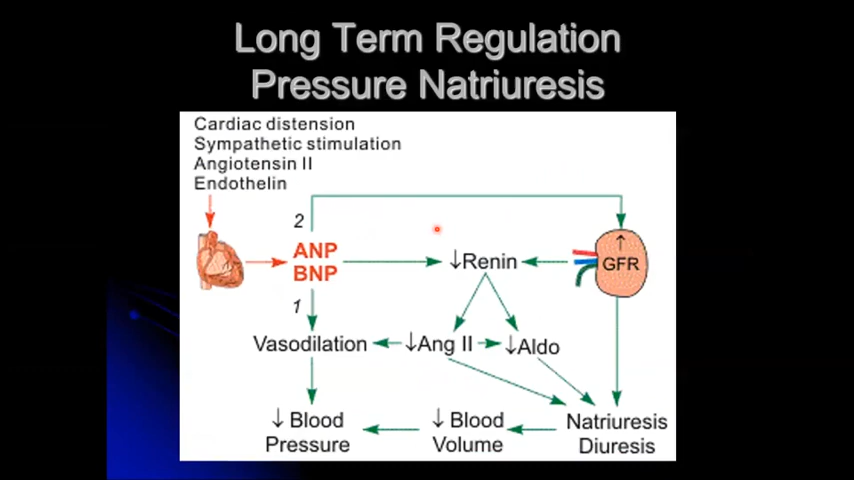 Long Term Regulation
Pressure Natriuresis
Cardiac distension
Sympathetic stimulation
Angiotensin II
Endothelin
2
ANP
BNP
↓Renin
↑
GFR
1
Vasodilation
↓Ang II
↓Aldo
↓ Blood
Pressure
↓ Blood
Volume
Natriuresis
Diuresis